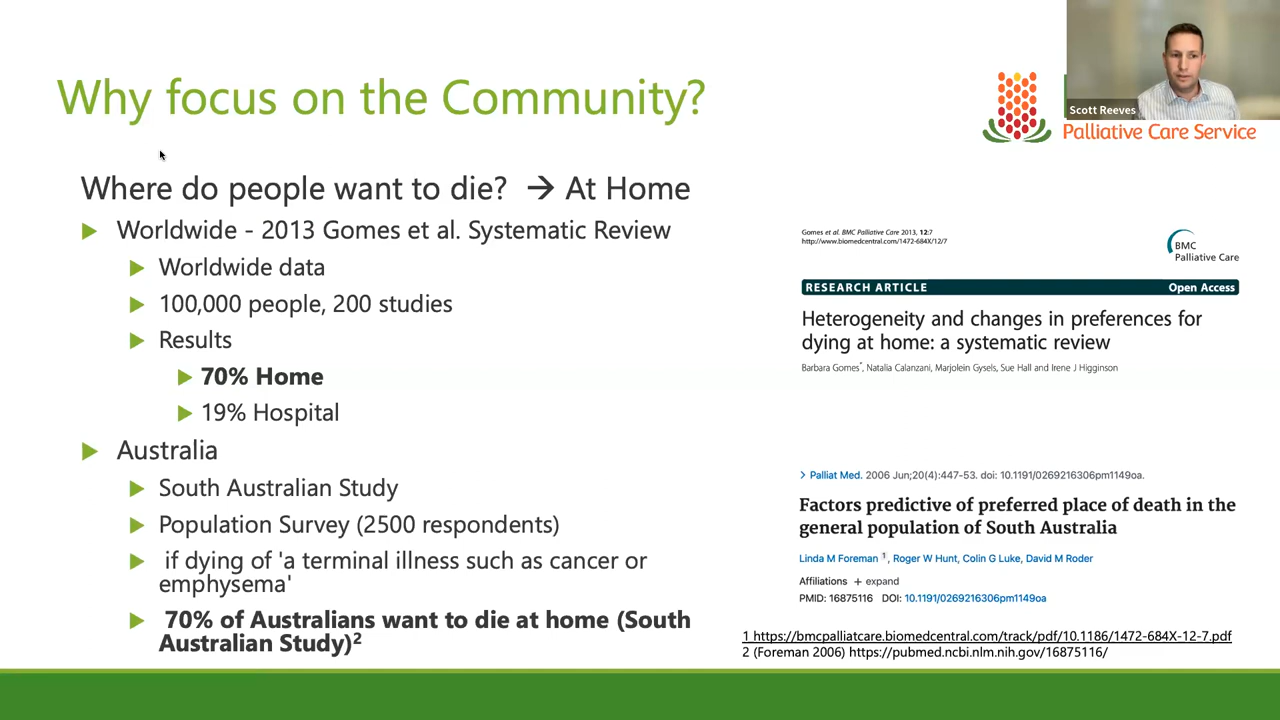 Why focus on the Community?
Scott Reeves
Palliative Care Service
Where do people want to die? → At Home
Worldwide - 2013 Gomes et al. Systematic Review
Worldwide data
100,000 people, 200 studies
Results
70% Home
19% Hospital
Australia
South Australian Study
Population Survey (2500 respondents)
if dying of 'a terminal illness such as cancer or
emphysema'
70% of Australians want to die at home (South
Australian Study)²
Gomes et al. BMC Palliative Care 2013, 12:7
http://www.biomedcentral.com/1472-684X/12/7
BMC
Palliative Care
RESEARCH ARTICLE Open Access
Heterogeneity and changes in preferences for
dying at home: a systematic review
Barbara Gomes*, Natalia Calanzani, Marjolein Gysels, Sue Hall and Irene J Higginson
> Palliat Med. 2006 Jun;20(4):447-53. doi: 10.1191/0269216306pm1149oa.
Factors predictive of preferred place of death in the
general population of South Australia
Linda M Foreman 1, Roger W Hunt, Colin G Luke, David M Roder
Affiliations + expand
PMID: 16875116 DOI: 10.1191/0269216306pm1149oa
1 https://bmcpalliatcare.biomedcentral.com/track/pdf/10.1186/1472-684X-12-7.pdf
2 (Foreman 2006) https://pubmed.ncbi.nlm.nih.gov/16875116/